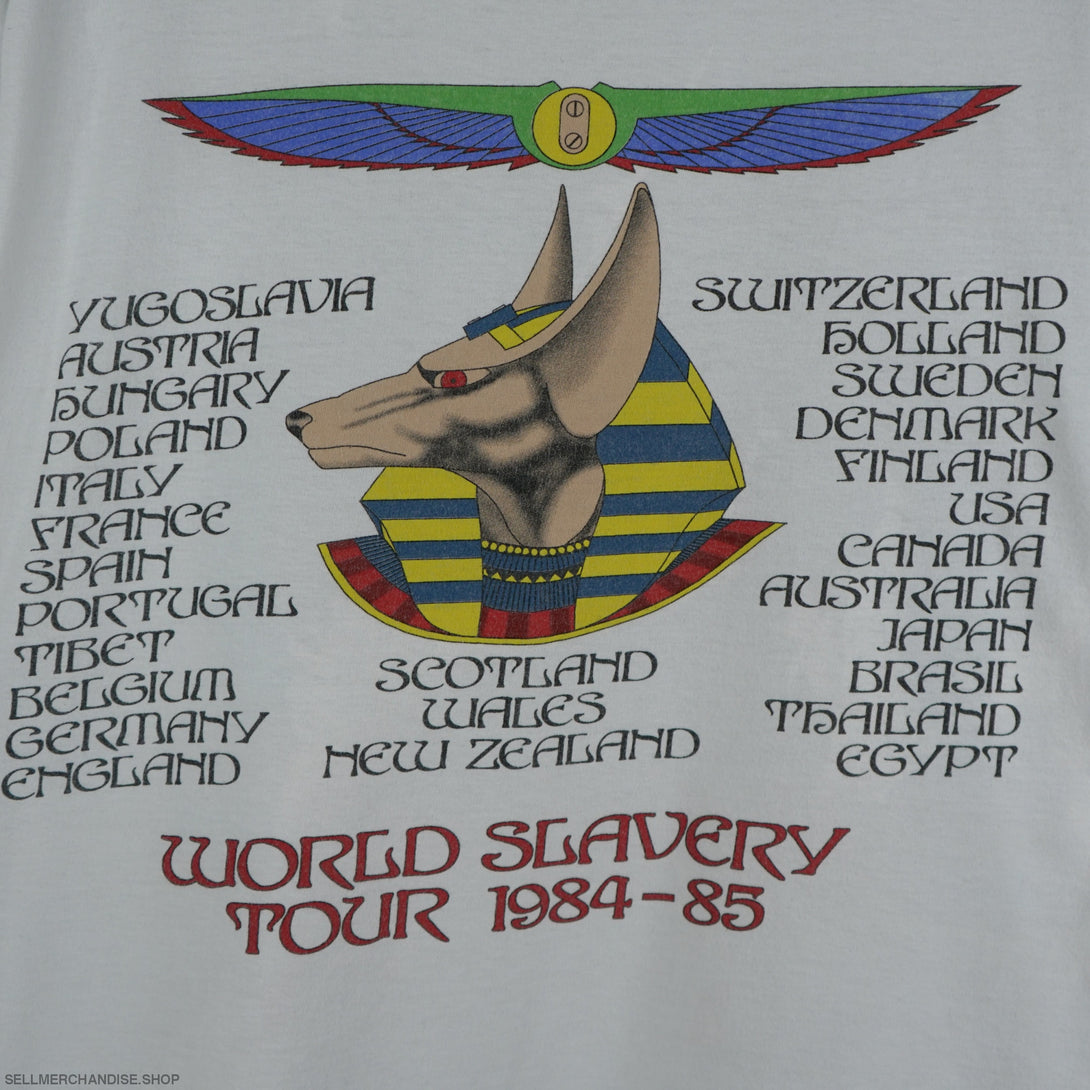 YUGOSLAVIA
AUSTRIA
HUNGARY
POLAND
ITALY
FRANCE
SPAIN
PORTUGAL
TIBET
BELGIUM
GERMANY
ENGLAND
SCOTLAND
WALES
NEW ZEALAND
SWITZERLAND
HOLLAND
SWEDEN
DENMARK
FINLAND
USA
CANADA
AUSTRALIA
JAPAN
BRASIL
THAILAND
EGYPT
WORLD SLAVERY
TOUR 1984-85
SELLMERCHANDISE.SHOP